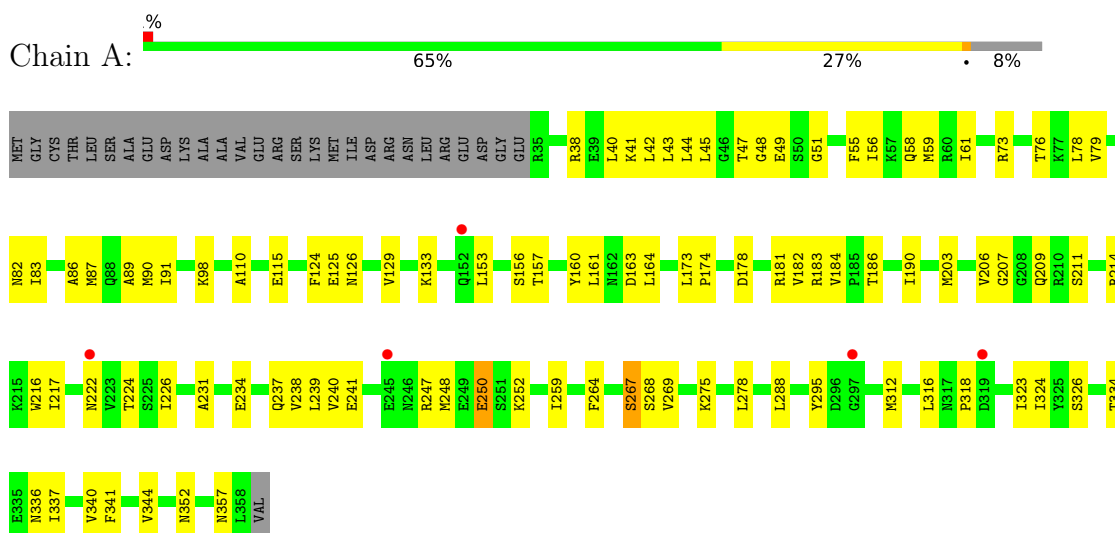 .%
Chain A:
65% 27% • 8%
MET GLY CYS THR LEU SER ALA GLU ASP LYS ALA ALA VAL GLU ARG SER LYS MET ILE ASP ARG ASN LEU ARG GLU ASP GLY GLU R35 R38 E39 L40 K41 L42 L43 L44 L45 G46 T47 G48 E49 S50 G51 F55 I56 K57 Q58 M59 R60 I61 R73 T76 K77 L78 V79
N82 I83 A86 M87 Q88 A89 M90 I91 K98 A110 E115 F124 E125 N126 V129 K133 Q152 L153 S156 T157 Y160 L161 N162 D163 L164 L173 P174 D178 R181 V182 R183 V184 P185 T186 I190 M203 V206 G207 G208 Q209 R210 S211
K215 W216 I217 N222 V223 T224 S225 I226 A231 E234 Q237 V238 L239 V240 E241 E245 N246 R247 M248 E249 E250 S251 K252 I259 F264 S267 S268 V269 K275 L278 L288 Y295 D296 G297 M312 L316 N317 P318 D319 I323 I324 Y325 S326 T334
E335 N336 I337 V340 F341 V344 N352 N357 L358 VAL